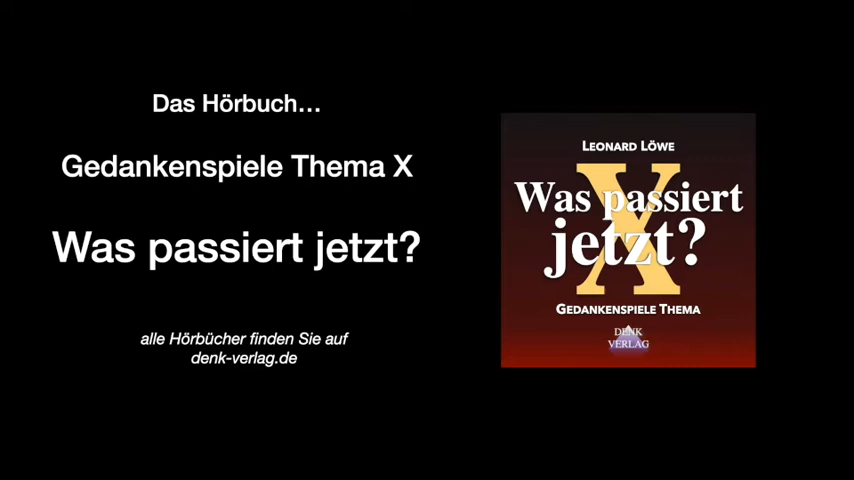 Das Hörbuch...
Gedankenspiele Thema X
Was passiert jetzt?
alle Hörbücher finden Sie auf
denk-verlag.de
LEONARD LÖWE
X
Was passiert
jetzt?
GEDANKENSPIELE THEMA
DENK
VERLAG